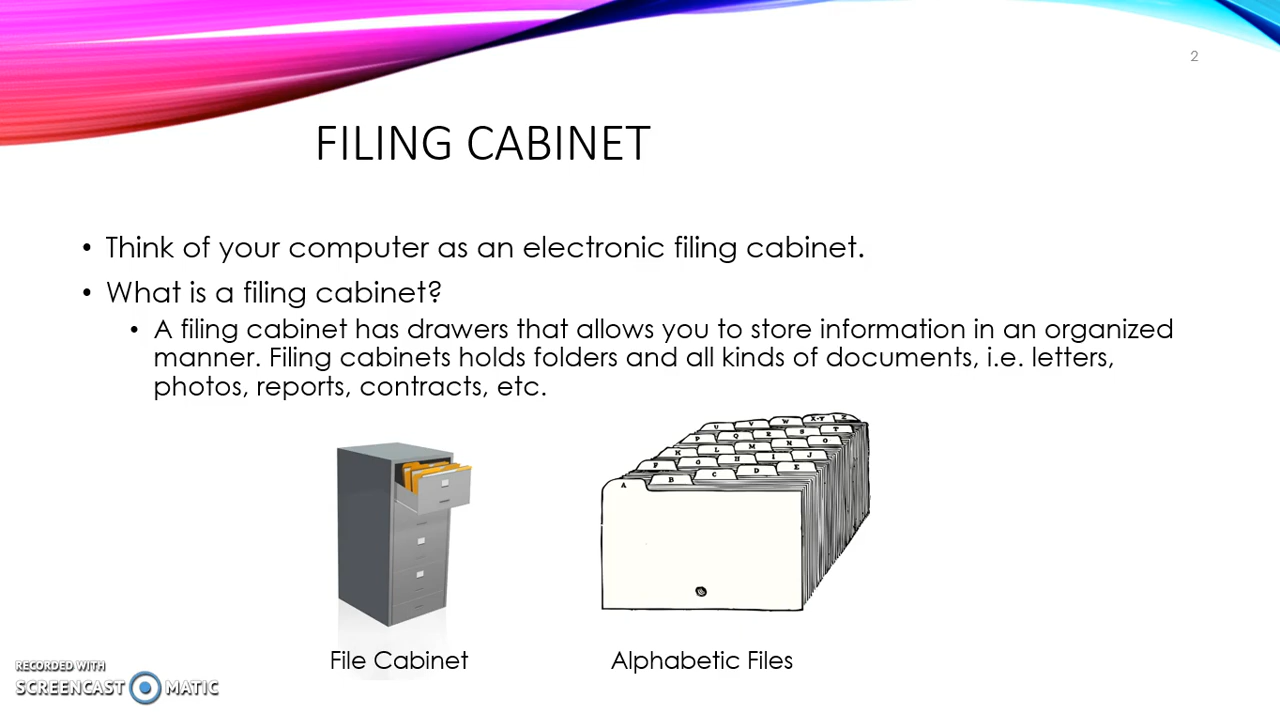 2
FILING CABINET
• Think of your computer as an electronic filing cabinet.
• What is a filing cabinet?
• A filing cabinet has drawers that allows you to store information in an organized
manner. Filing cabinets holds folders and all kinds of documents, i.e. letters,
photos, reports, contracts, etc.
U V W X-Y Z
P Q R S T
K L M N O
F G H I J
A B C D E
File Cabinet
Alphabetic Files
RECORDED WITH
SCREENCAST MATIC